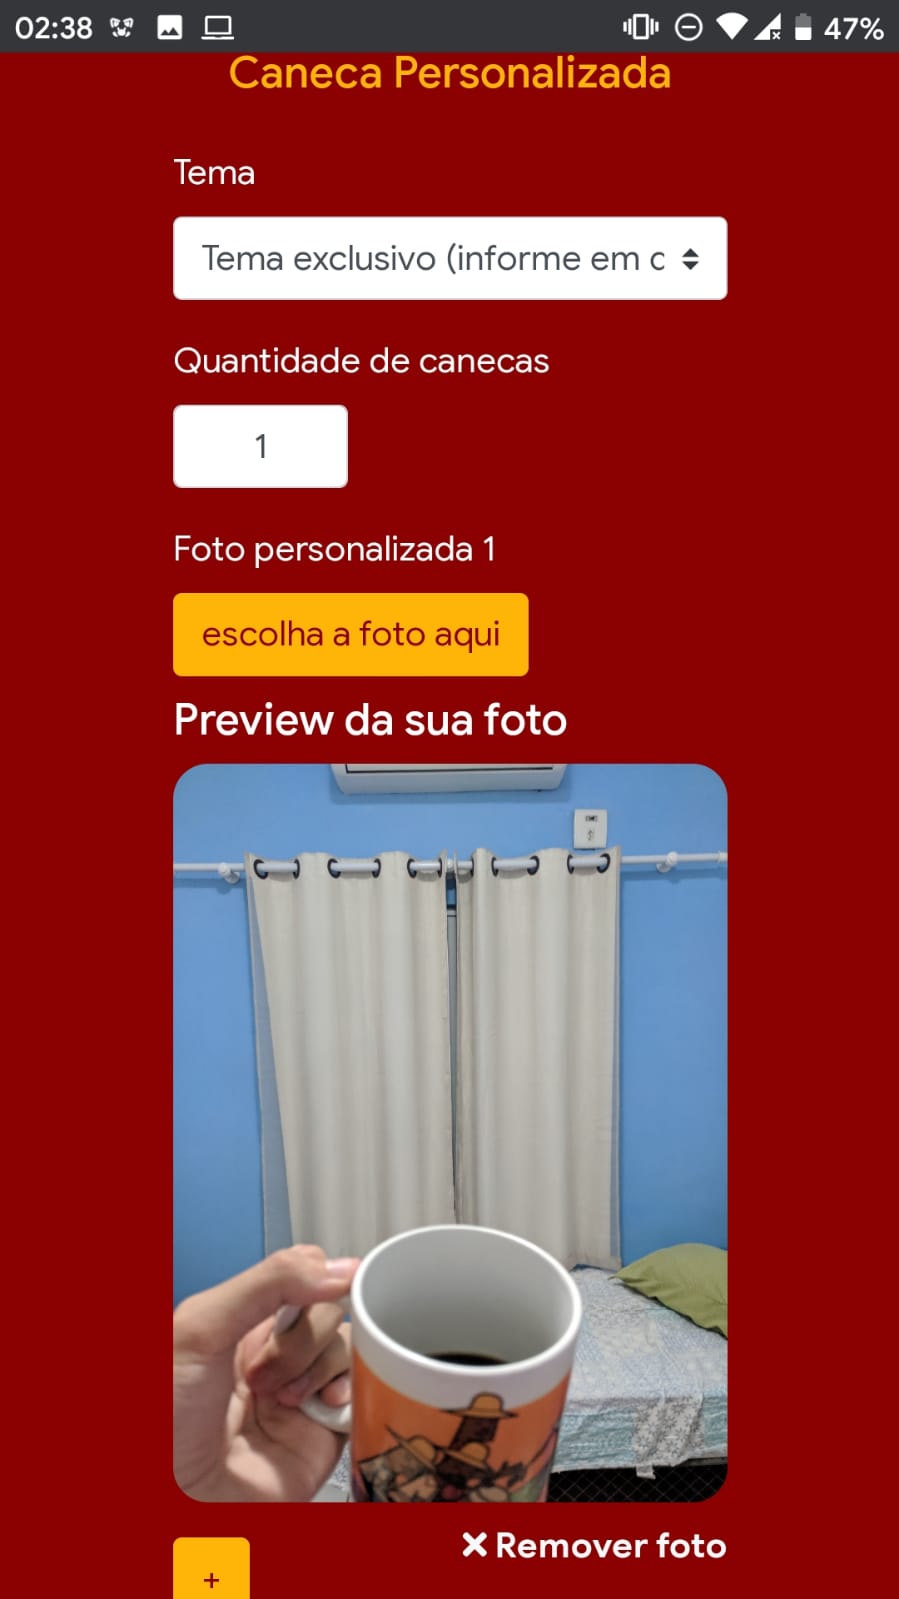 02:38 47%
Caneca Personalizada
Tema
Tema exclusivo (informe em c
Quantidade de canecas
1
Foto personalizada 1
escolha a foto aqui
Preview da sua foto
Remover foto
+